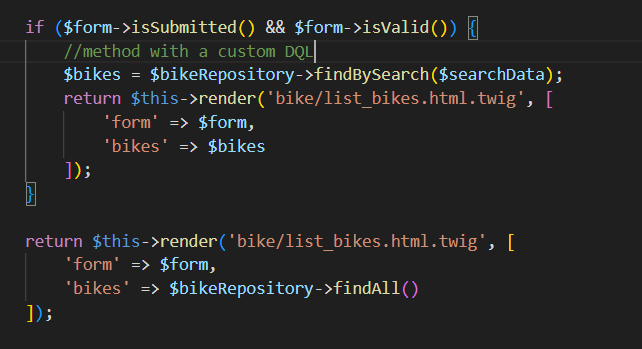 if ($form->isSubmitted() && $form->isValid()) {
//method with a custom DQL
$bikes = $bikeRepository->findBySearch($searchData);
return $this->render('bike/list_bikes.html.twig', [
'form' => $form,
'bikes' => $bikes
]);
}
return $this->render('bike/list_bikes.html.twig', [
'form' => $form,
'bikes' => $bikeRepository->findAll()
]);